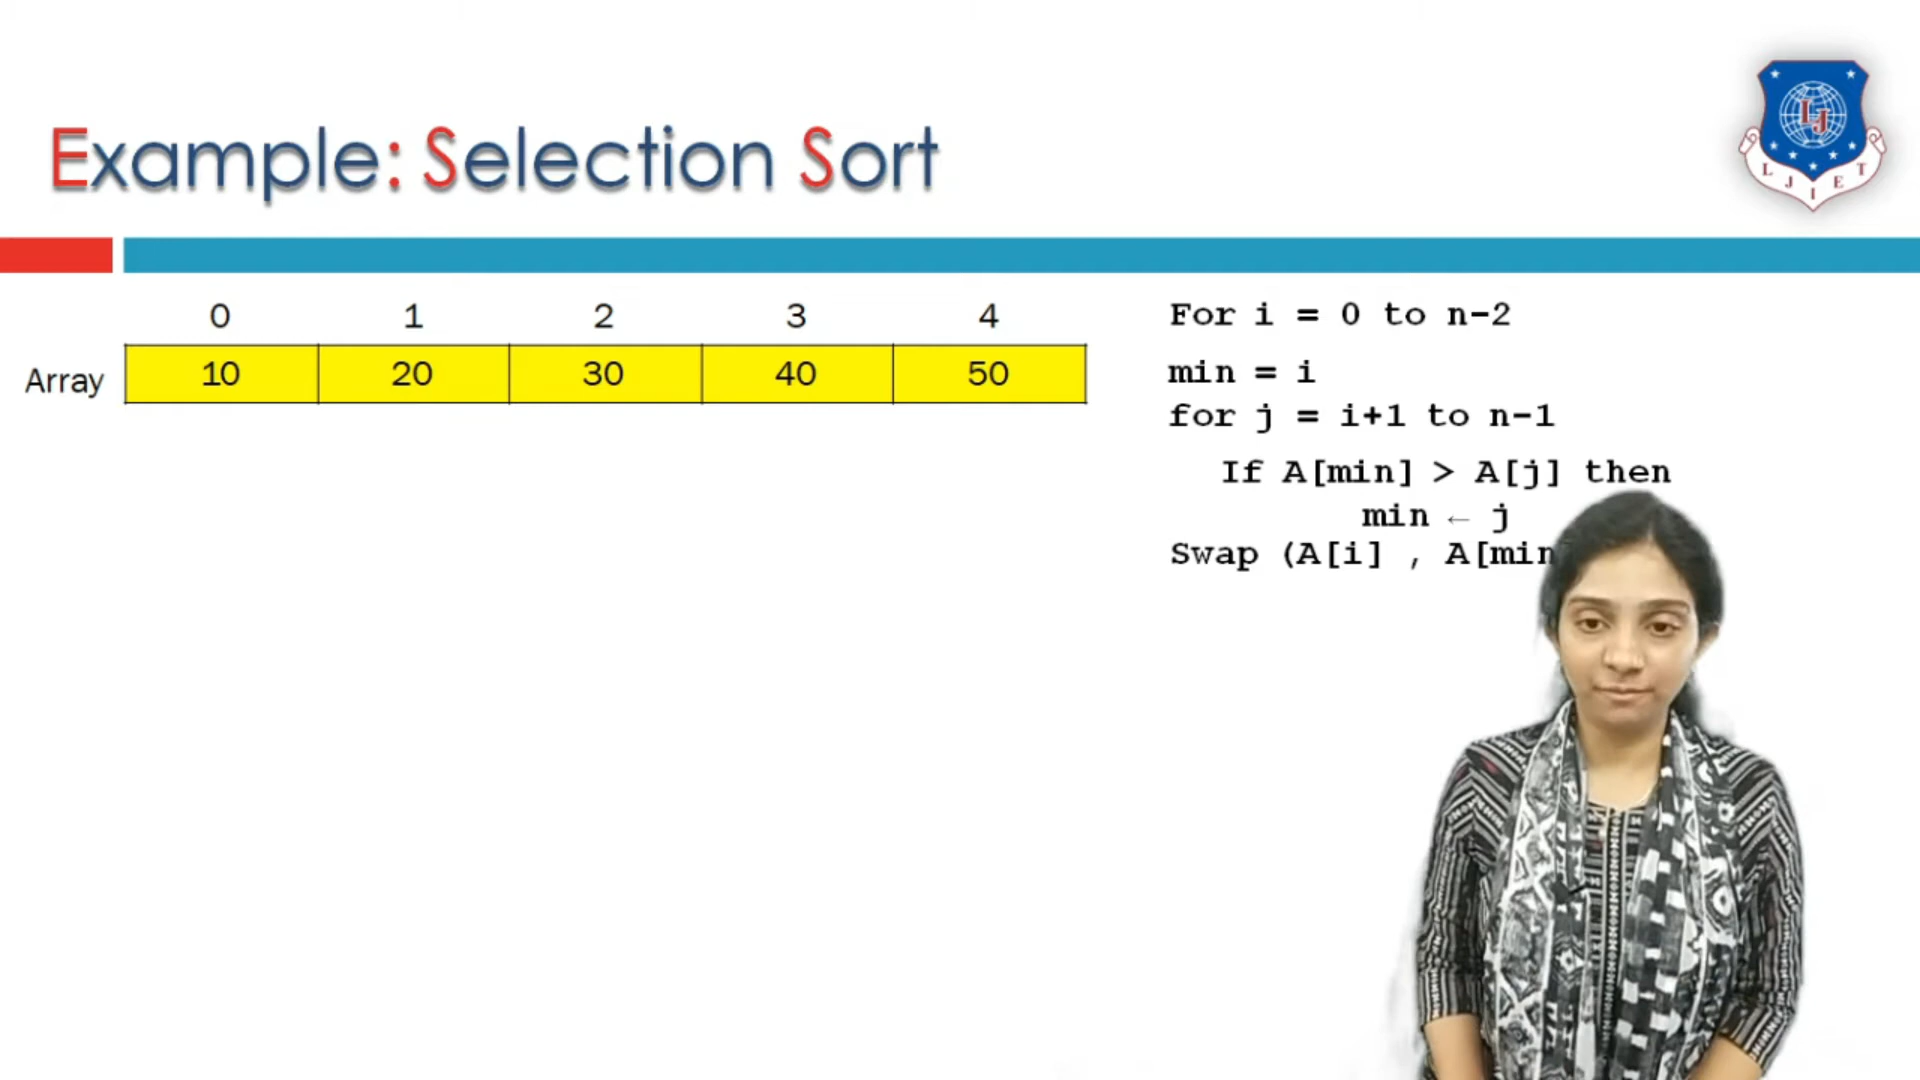 Example: Selection Sort
LJ
L J I E T
0 1 2 3 4
Array 10 20 30 40 50
For i = 0 to n-2
min = i
for j = i+1 to n-1
If A[min] > A[j] then
min ← j
Swap (A[i] , A[min